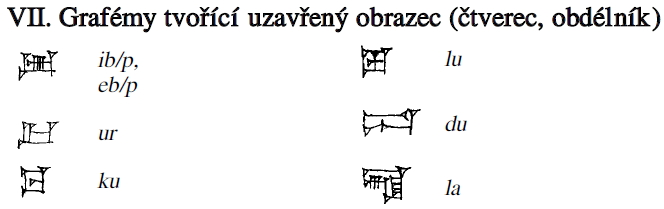 VII. Grafémy tvořící uzavřený obrazec (čtverec, obdélník)
ib/p,
eb/p
ur
ku
lu
du
la